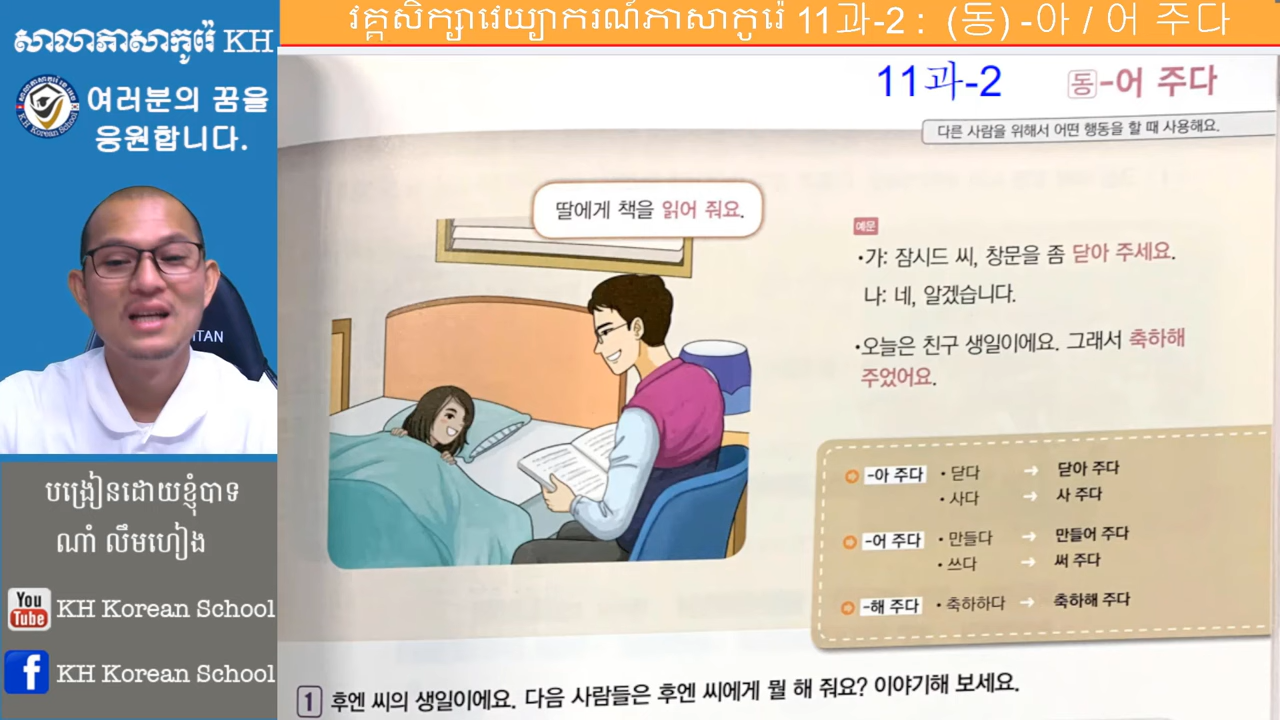 វគ្គសិក្សាវេយ្យាករណ៍ភាសាកូរ៉េ 11과-2 : (동) -아 / 어 주다
សាលាភាសាកូរ៉េ KH
여러분의 꿈을
응원합니다.
TITAN
បង្រៀនដោយខ្ញុំបាទ
ណាំ លឹមហៀង
You
Tube
KH Korean School
f KH Korean School
11과-2
동-어 주다
다른 사람을 위해서 어떤 행동을 할 때 사용해요.
딸에게 책을 읽어 줘요.
예문
•가: 잠시드 씨, 창문을 좀 닫아 주세요.
나: 네, 알겠습니다.
•오늘은 친구 생일이에요. 그래서 축하해
주었어요.
-아 주다 • 닫다 → 닫아 주다
• 사다 → 사 주다
-어 주다 • 만들다 → 만들어 주다
• 쓰다 → 써 주다
-해 주다 • 축하하다 → 축하해 주다
1 후엔 씨의 생일이에요. 다음 사람들은 후엔 씨에게 뭘 해 줘요? 이야기해 보세요.